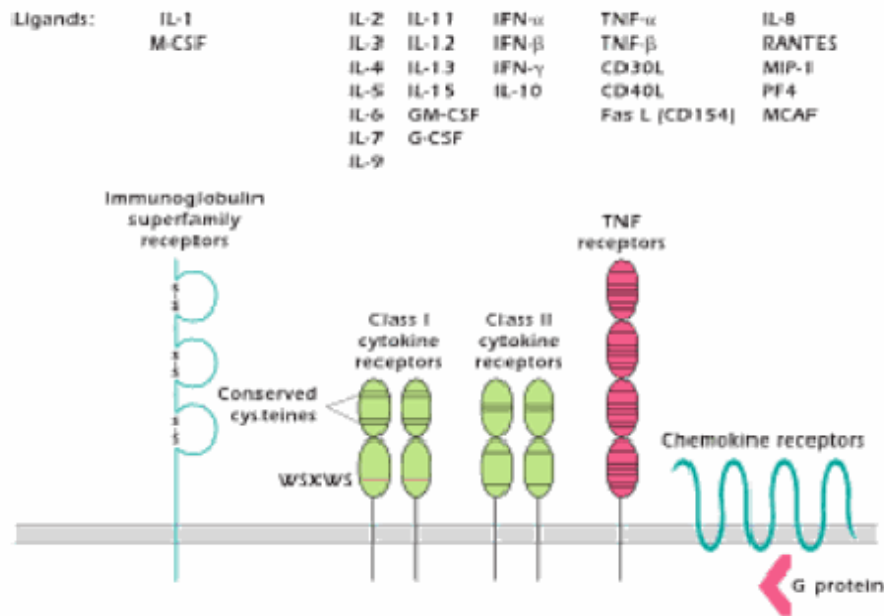 Ligands:
IL-1
M-CSF
IL-2
IL-3
IL-4
IL-5
IL-6
IL-7
IL-9
IL-11
IL-12
IL-13
IL-15
GM-CSF
G-CSF
IFN-α
IFN-β
IFN-γ
IL-10
TNF-α
TNF-β
CD30L
CD40L
Fas L (CD154)
IL-8
RANTES
MIP-1
PF4
MCAF
Immunoglobulin
superfamily
receptors
S
S
S
S
S
S
Class I
cytokine
receptors
Conserved
cysteines
WSXWS
Class II
cytokine
receptors
TNF
receptors
Chemokine receptors
G protein